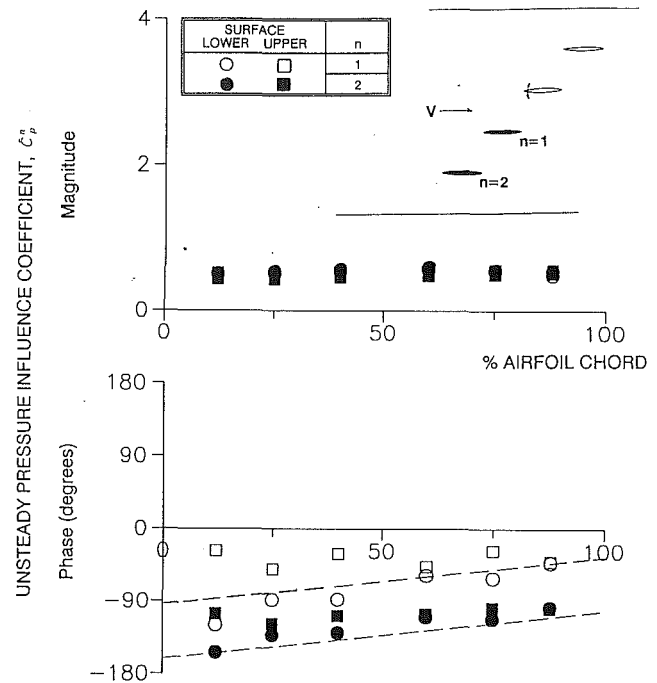 UNSTEADY PRESSURE INFLUENCE COEFFICIENT, Ĉₚⁿ
Magnitude
4
2
0
SURFACE
LOWER UPPER n
1
2
V
n=1
n=2
0 50 100
% AIRFOIL CHORD
Phase (degrees)
180
90
0
-90
-180
0 50 100